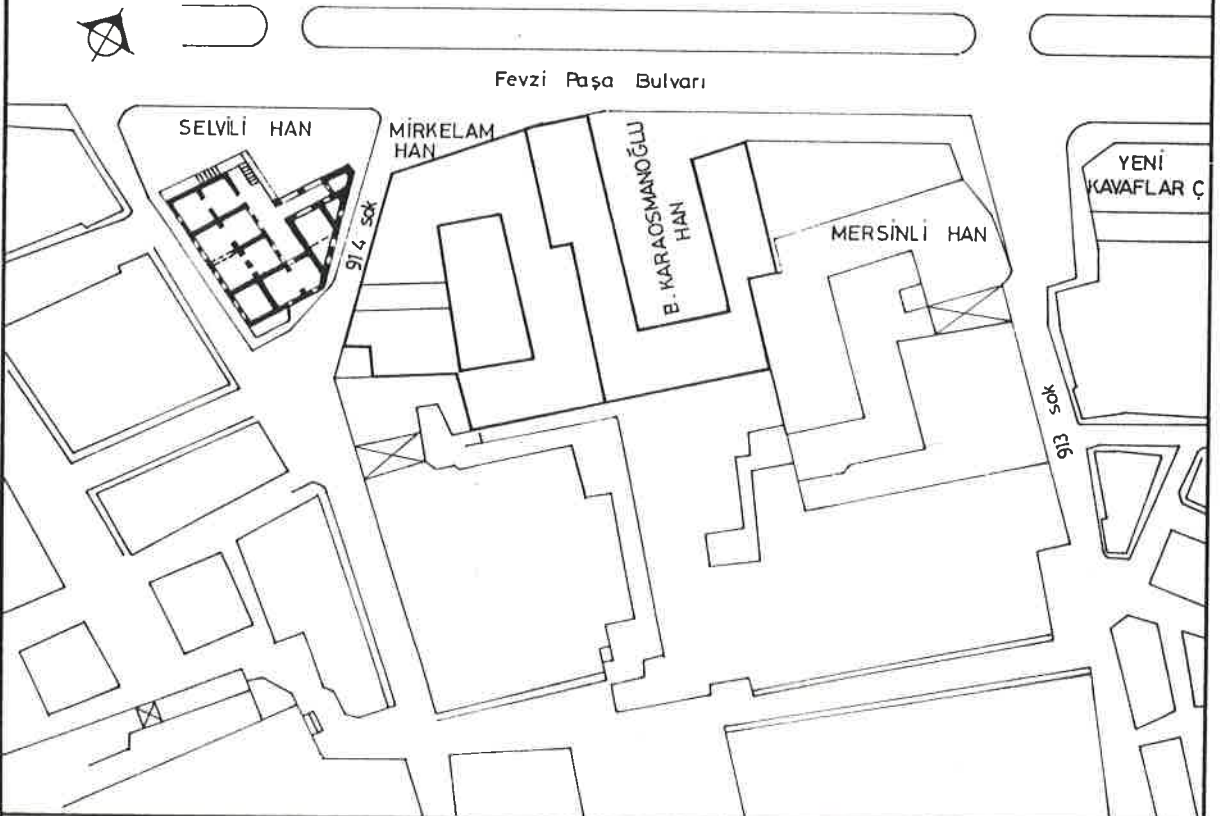 Fevzi Paşa Bulvarı
SELVİLİ HAN
MİRKELAM
HAN
B. KARAOSMANOĞLU
HAN
MERSİNLİ HAN
YENİ
KAVAFLAR Ç
914 sok
913 sok